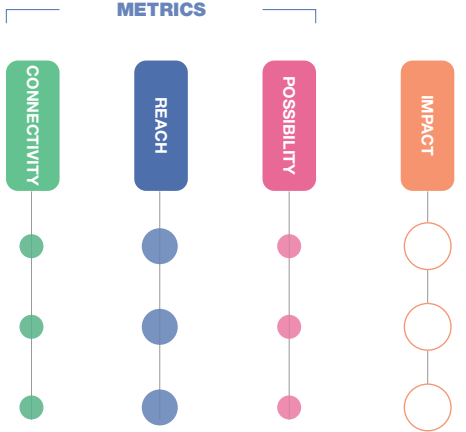 METRICS
CONNECTIVITY
REACH
POSSIBILITY
IMPACT